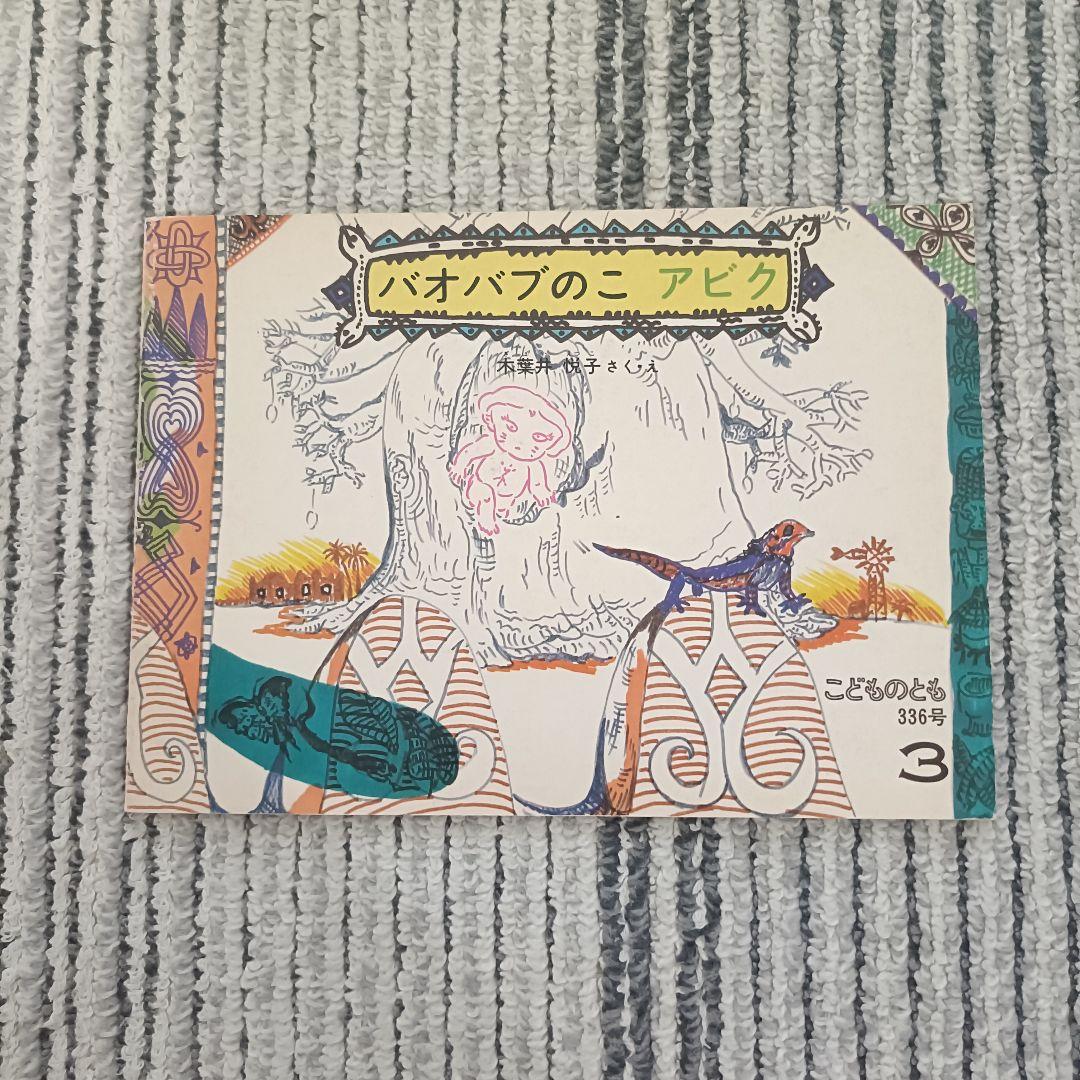 バオバブのこ アビク
木葉井 悦子 さく・え
こどものとも
336号
3